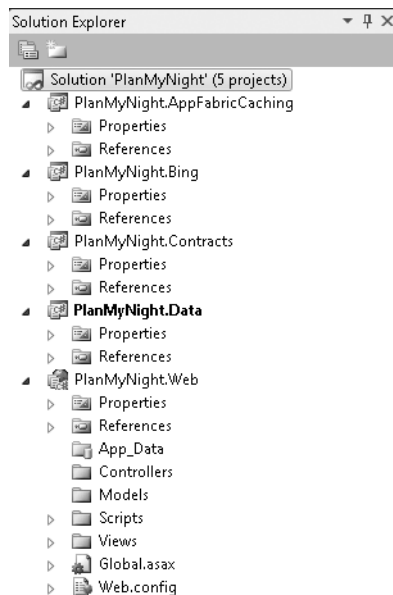 Solution Explorer
Solution 'PlanMyNight' (5 projects)
PlanMyNight.AppFabricCaching
Properties
References
PlanMyNight.Bing
Properties
References
PlanMyNight.Contracts
Properties
References
PlanMyNight.Data
Properties
References
PlanMyNight.Web
Properties
References
App_Data
Controllers
Models
Scripts
Views
Global.asax
Web.config